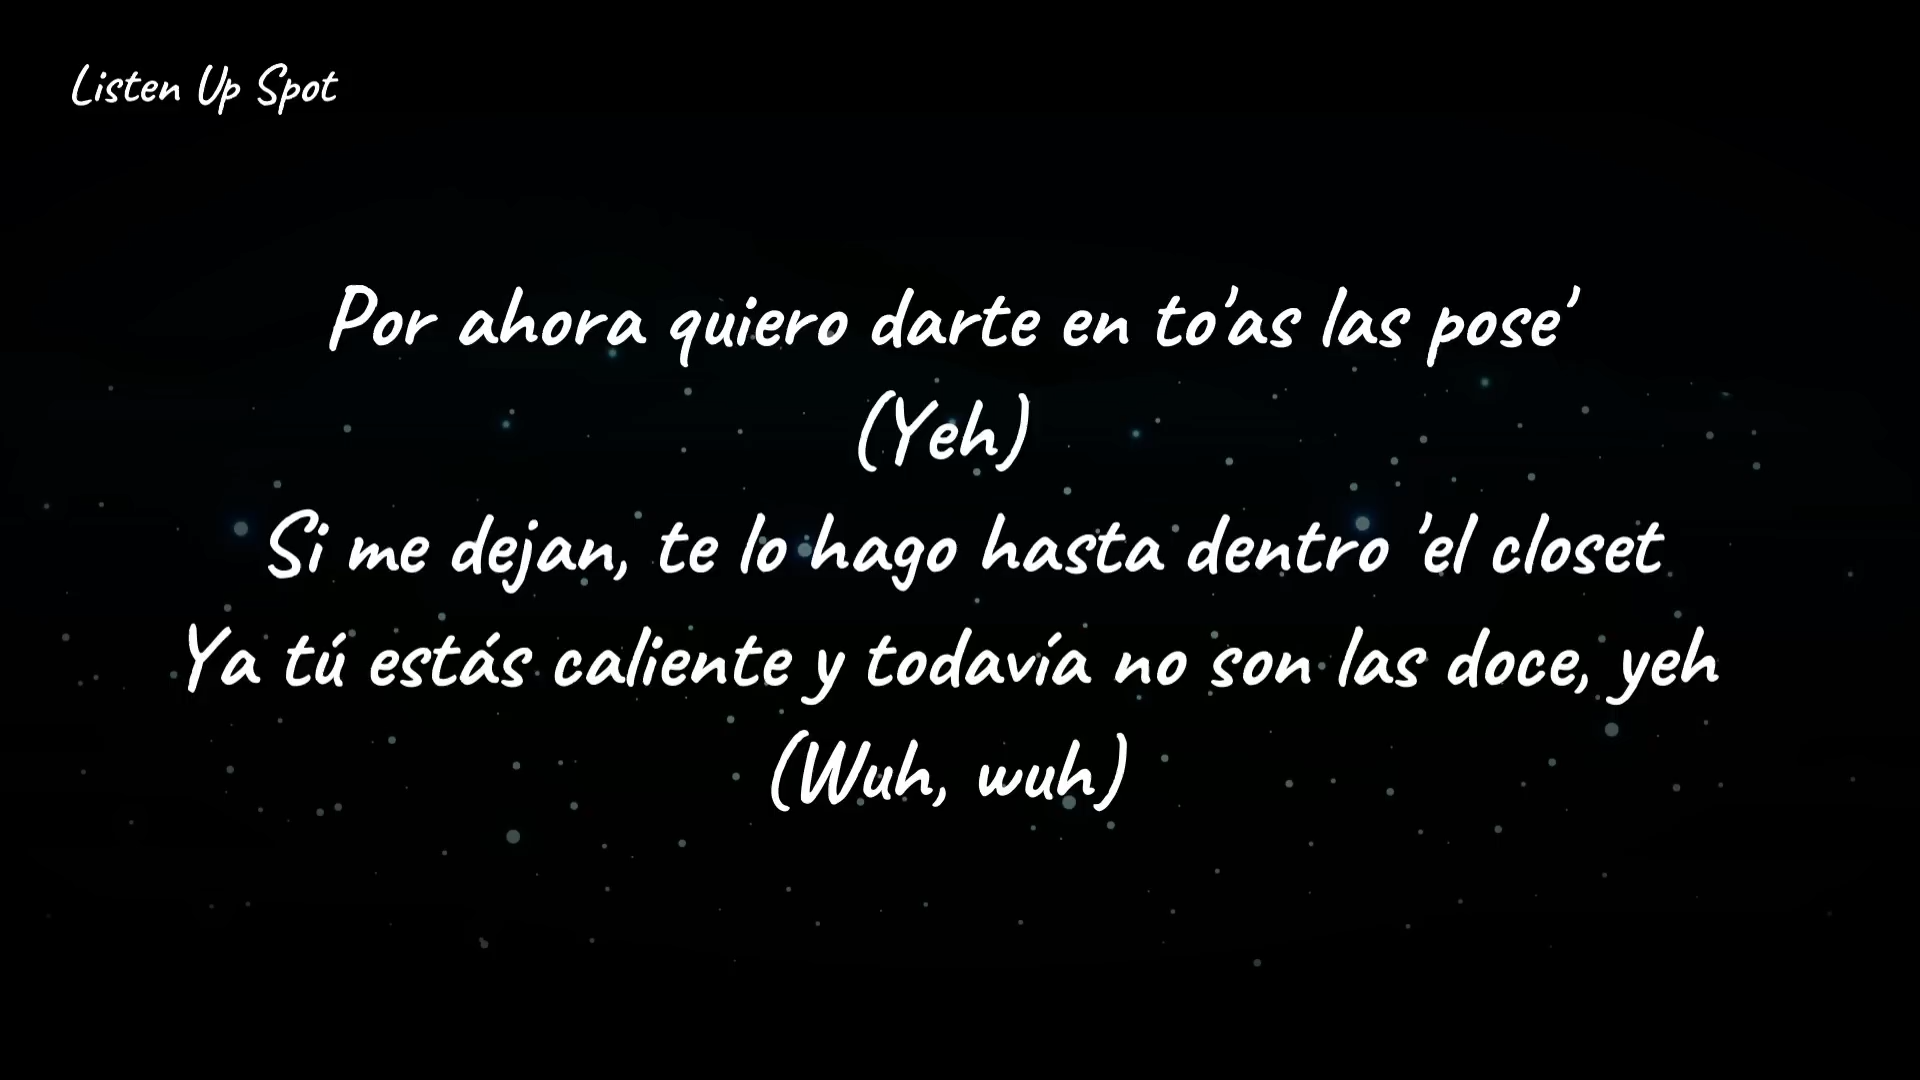 Listen Up Spot
Por ahora quiero darte en to'as las pose'
(Yeh)
Si me dejan, te lo hago hasta dentro 'el closet
Ya tú estás caliente y todavía no son las doce, yeh
(Wuh, wuh)